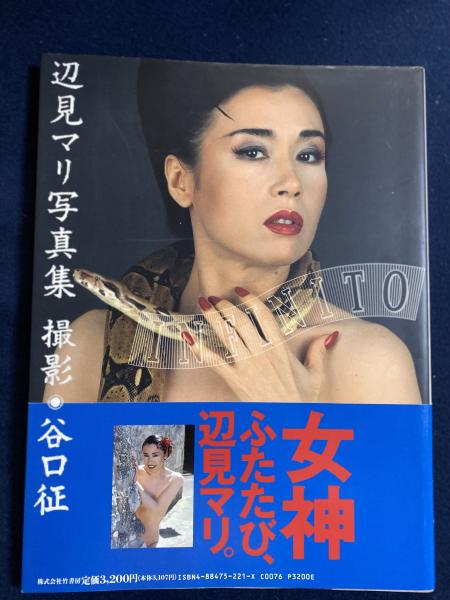 辺見マリ写真集 撮影◉谷口征
INFINITO
女神
ふたたび、
辺見マリ。
株式会社竹書房 定価3,200円(本体3,107円) ISBN4-88475-221-X C0076 P3200E